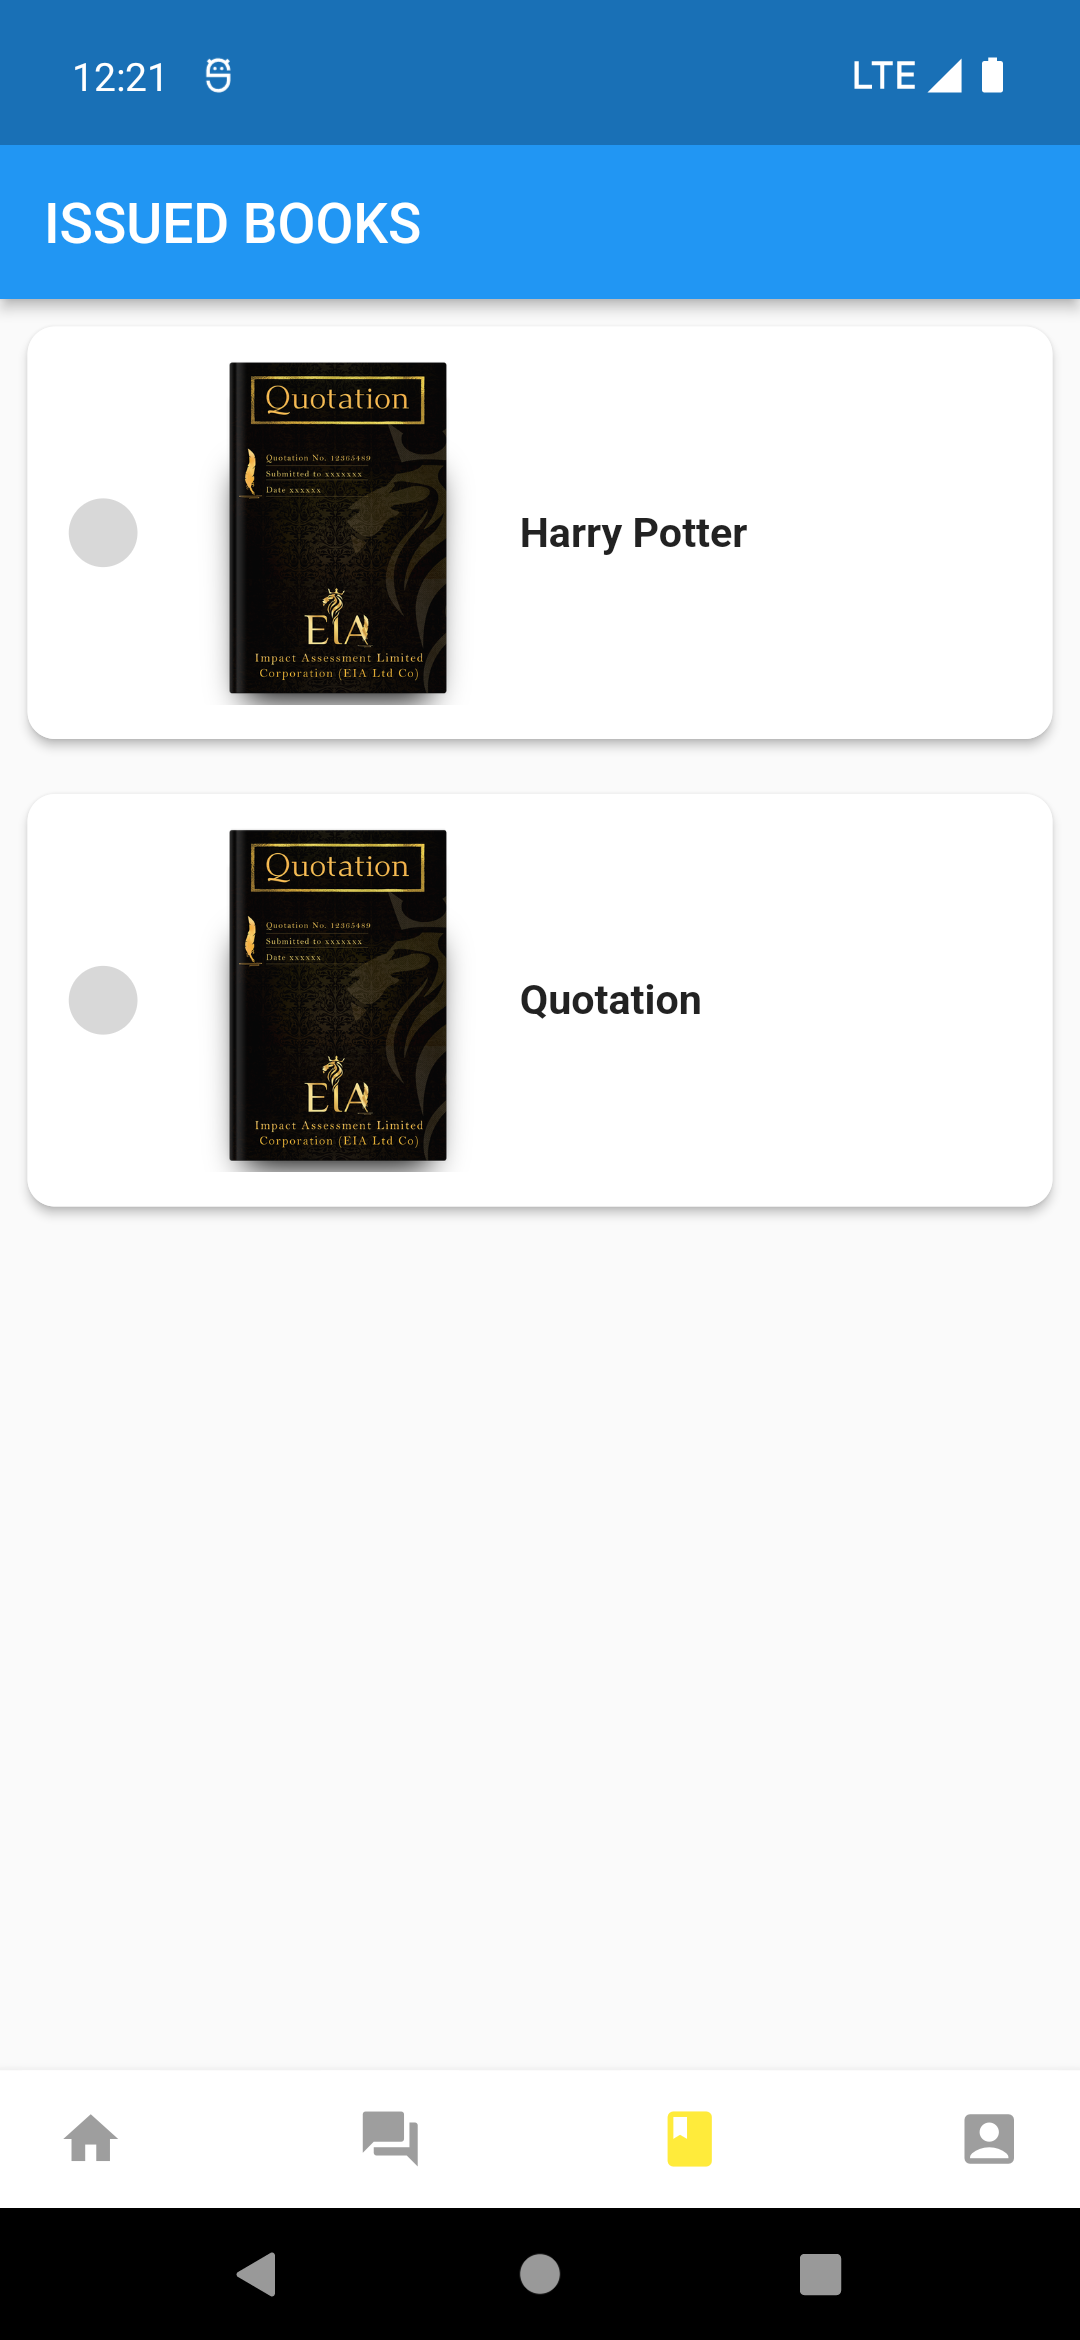 12:21
LTE
ISSUED BOOKS
Quotation
Quotation No. 12365489
Submitted to xxxxxxx
Date xxxxxx
EIA
Impact Assessment Limited
Corporation (EIA Ltd Co)
Harry Potter
Quotation
Quotation No. 12365489
Submitted to xxxxxxx
Date xxxxxx
EIA
Impact Assessment Limited
Corporation (EIA Ltd Co)
Quotation